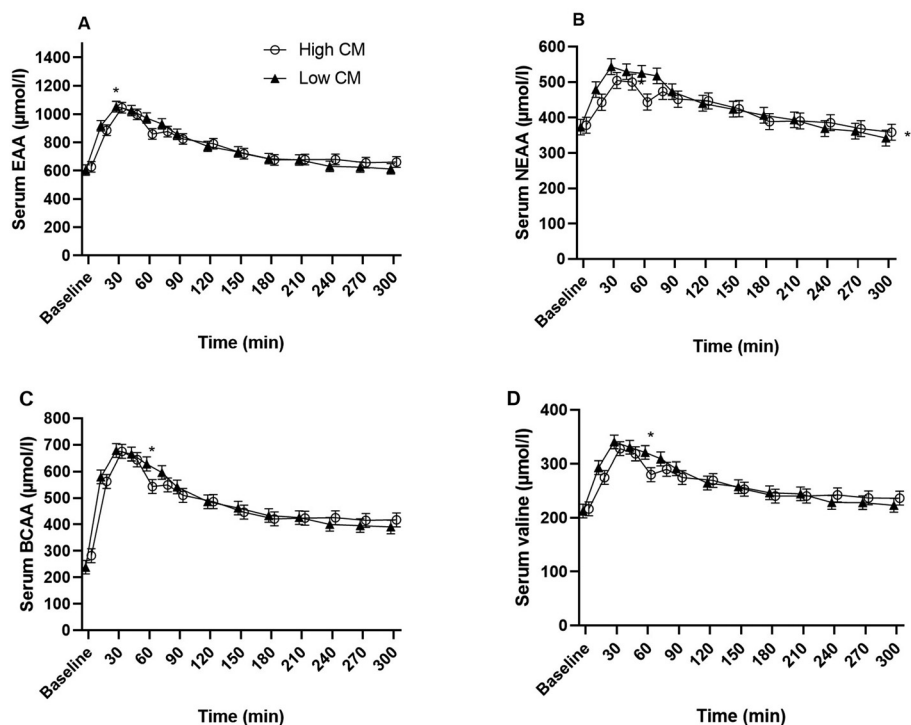 A
Serum EAA (µmol/l)
1400
1200
1000
800
600
400
200
0
*
High CM
Low CM
Baseline 30 60 90 120 150 180 210 240 270 300
Time (min)
B
Serum NEAA (µmol/l)
600
500
400
300
0
*
*
Baseline 30 60 90 120 150 180 210 240 270 300
Time (min)
C
Serum BCAA (µmol/l)
800
700
600
500
400
300
200
100
0
*
Baseline 30 60 90 120 150 180 210 240 270 300
Time (min)
D
Serum valine (µmol/l)
400
300
200
100
0
*
Baseline 30 60 90 120 150 180 210 240 270 300
Time (min)